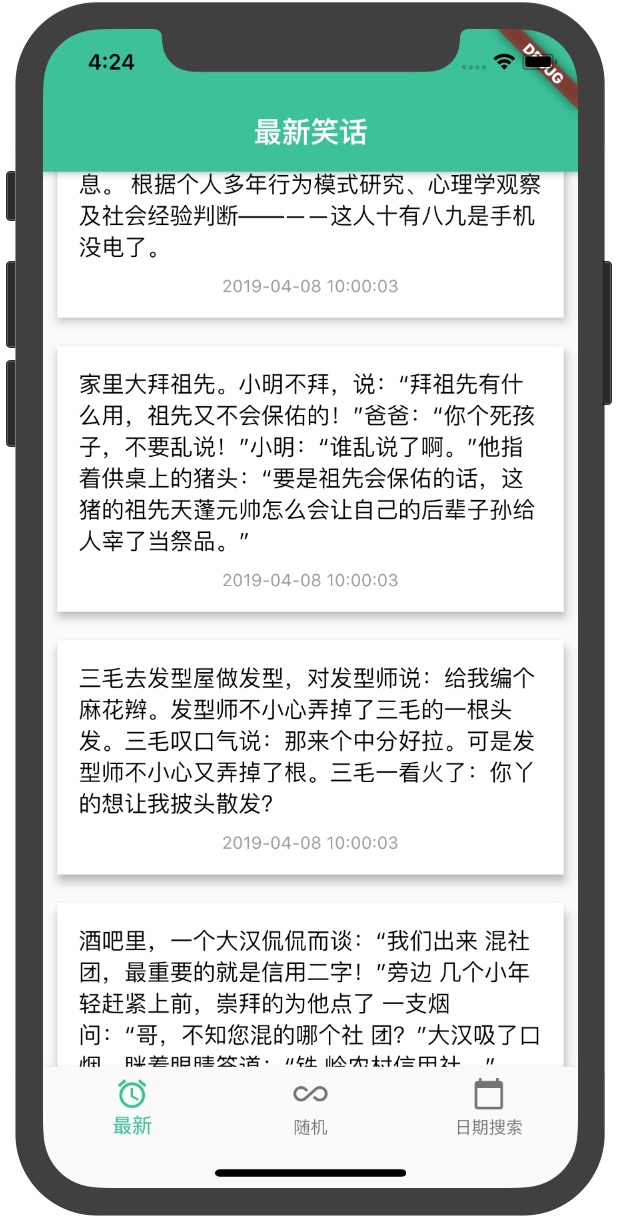 4:24
DEBUG
最新笑话
息。 根据个人多年行为模式研究、心理学观察
及社会经验判断————这人十有八九是手机
没电了。
2019-04-08 10:00:03
家里大拜祖先。小明不拜，说：“拜祖先有什
么用，祖先又不会保佑的！”爸爸：“你个死孩
子，不要乱说！”小明：“谁乱说了啊。”他指
着供桌上的猪头：“要是祖先会保佑的话，这
猪的祖先天蓬元帅怎么会让自己的后辈子孙给
人宰了当祭品。”
2019-04-08 10:00:03
三毛去发型屋做发型，对发型师说：给我编个
麻花辫。发型师不小心弄掉了三毛的一根头
发。三毛叹口气说：那来个中分好拉。可是发
型师不小心又弄掉了根。三毛一看火了：你丫
的想让我披头散发?
2019-04-08 10:00:03
酒吧里，一个大汉侃侃而谈：“我们出来 混社
团，最重要的就是信用二字！”旁边 几个小年
轻赶紧上前，崇拜的为他点了 一支烟
问：“哥，不知您混的哪个社 团？”大汉吸了口
烟，眯着眼睛答道：“铁 岭农村信用社。”
最新
随机
日期搜索